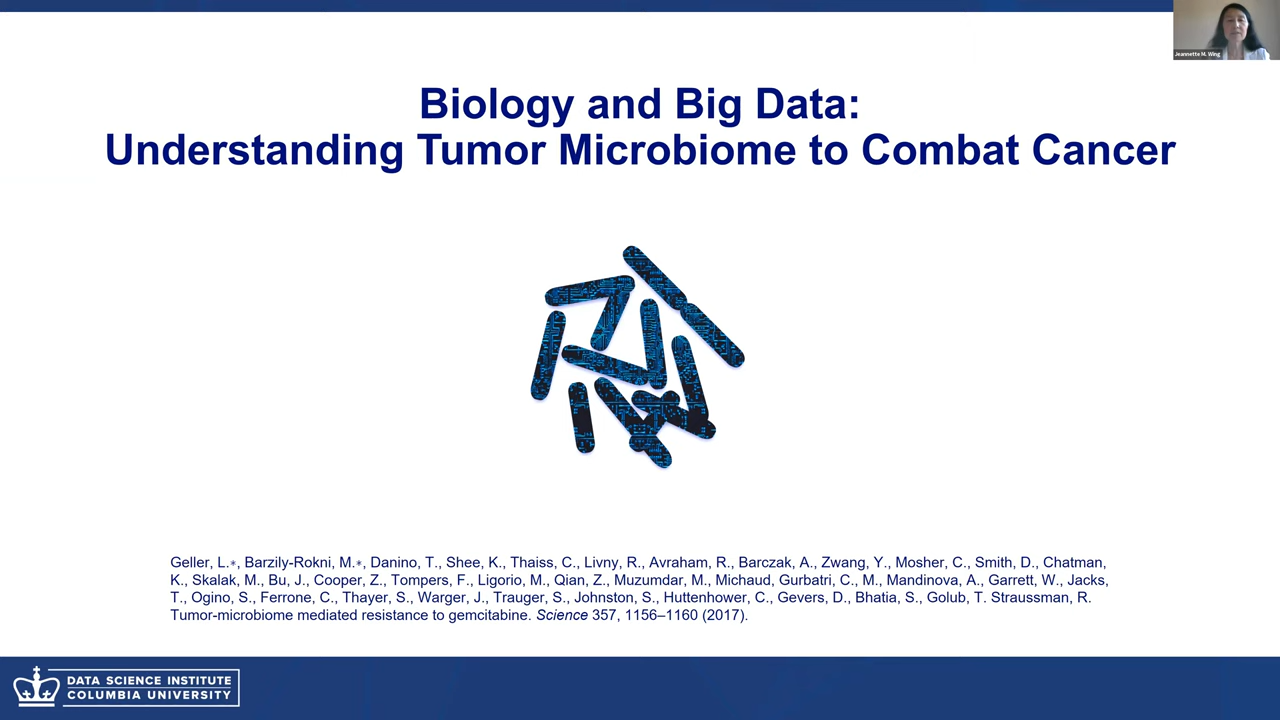 Jeannette M. Wing
Biology and Big Data:
Understanding Tumor Microbiome to Combat Cancer
Geller, L.*, Barzily-Rokni, M.*, Danino, T., Shee, K., Thaiss, C., Livny, R., Avraham, R., Barczak, A., Zwang, Y., Mosher, C., Smith, D., Chatman,
K., Skalak, M., Bu, J., Cooper, Z., Tompers, F., Ligorio, M., Qian, Z., Muzumdar, M., Michaud, Gurbatri, C., M., Mandinova, A., Garrett, W., Jacks,
T., Ogino, S., Ferrone, C., Thayer, S., Warger, J., Trauger, S., Johnston, S., Huttenhower, C., Gevers, D., Bhatia, S., Golub, T. Straussman, R.
Tumor-microbiome mediated resistance to gemcitabine. Science 357, 1156–1160 (2017).
DATA SCIENCE INSTITUTE
COLUMBIA UNIVERSITY